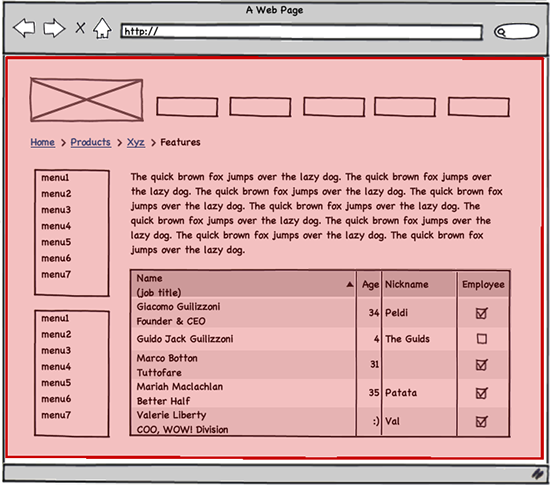 A Web Page
X
http://
Home > Products > Xyz > Features
menu1
menu2
menu3
menu4
menu5
menu6
menu7
The quick brown fox jumps over the lazy dog. The quick brown fox jumps over
the lazy dog. The quick brown fox jumps over the lazy dog. The quick brown fox
jumps over the lazy dog. The quick brown fox jumps over the lazy dog. The
quick brown fox jumps over the lazy dog. The quick brown fox jumps over the
lazy dog. The quick brown fox jumps over the lazy dog. The quick brown fox
jumps over the lazy dog.
menu1
menu2
menu3
menu4
menu5
menu6
menu7
Name Age Nickname Employee
(job title)
Giacomo Guilizzoni 34 Peldi
Founder & CEO
Guido Jack Guilizzoni 4 The Guids
Marco Botton 31
Tuttofare
Mariah Maclachlan 35 Patata
Better Half
Valerie Liberty :) Val
COO, WOW! Division